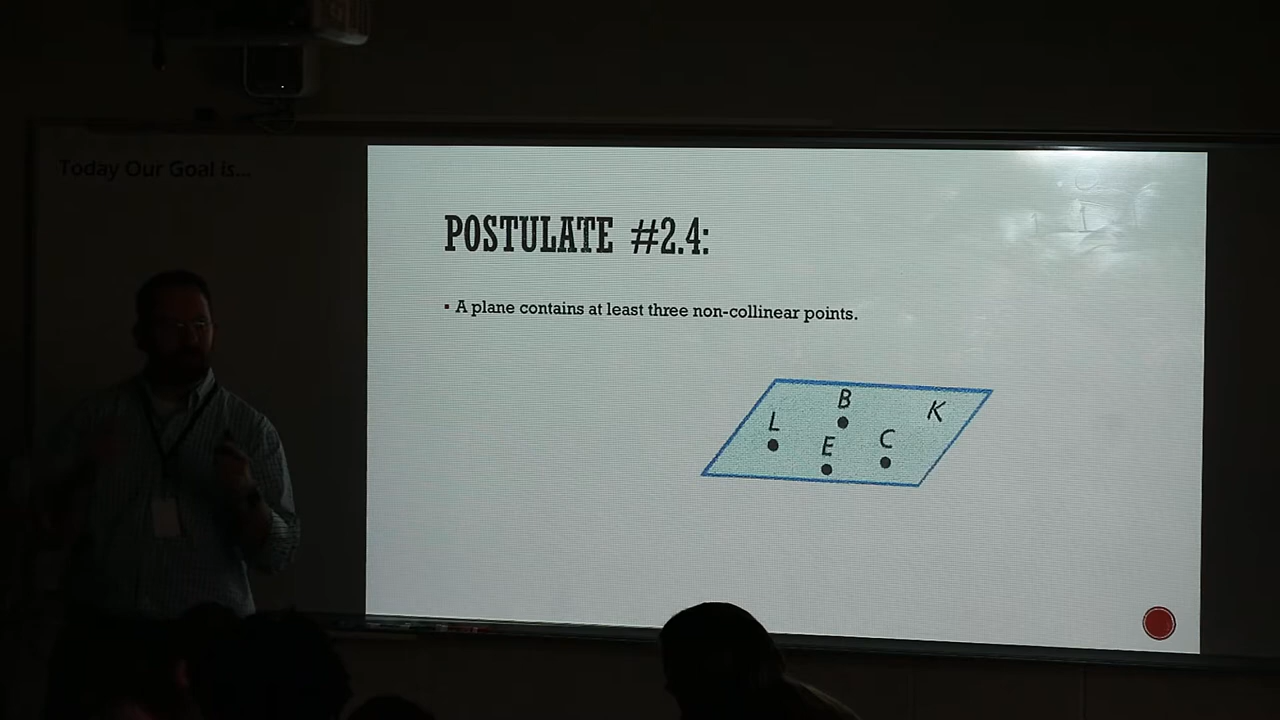 Today Our Goal is...
POSTULATE #2.4:
▪ A plane contains at least three non-collinear points.
B
K
L
C
E